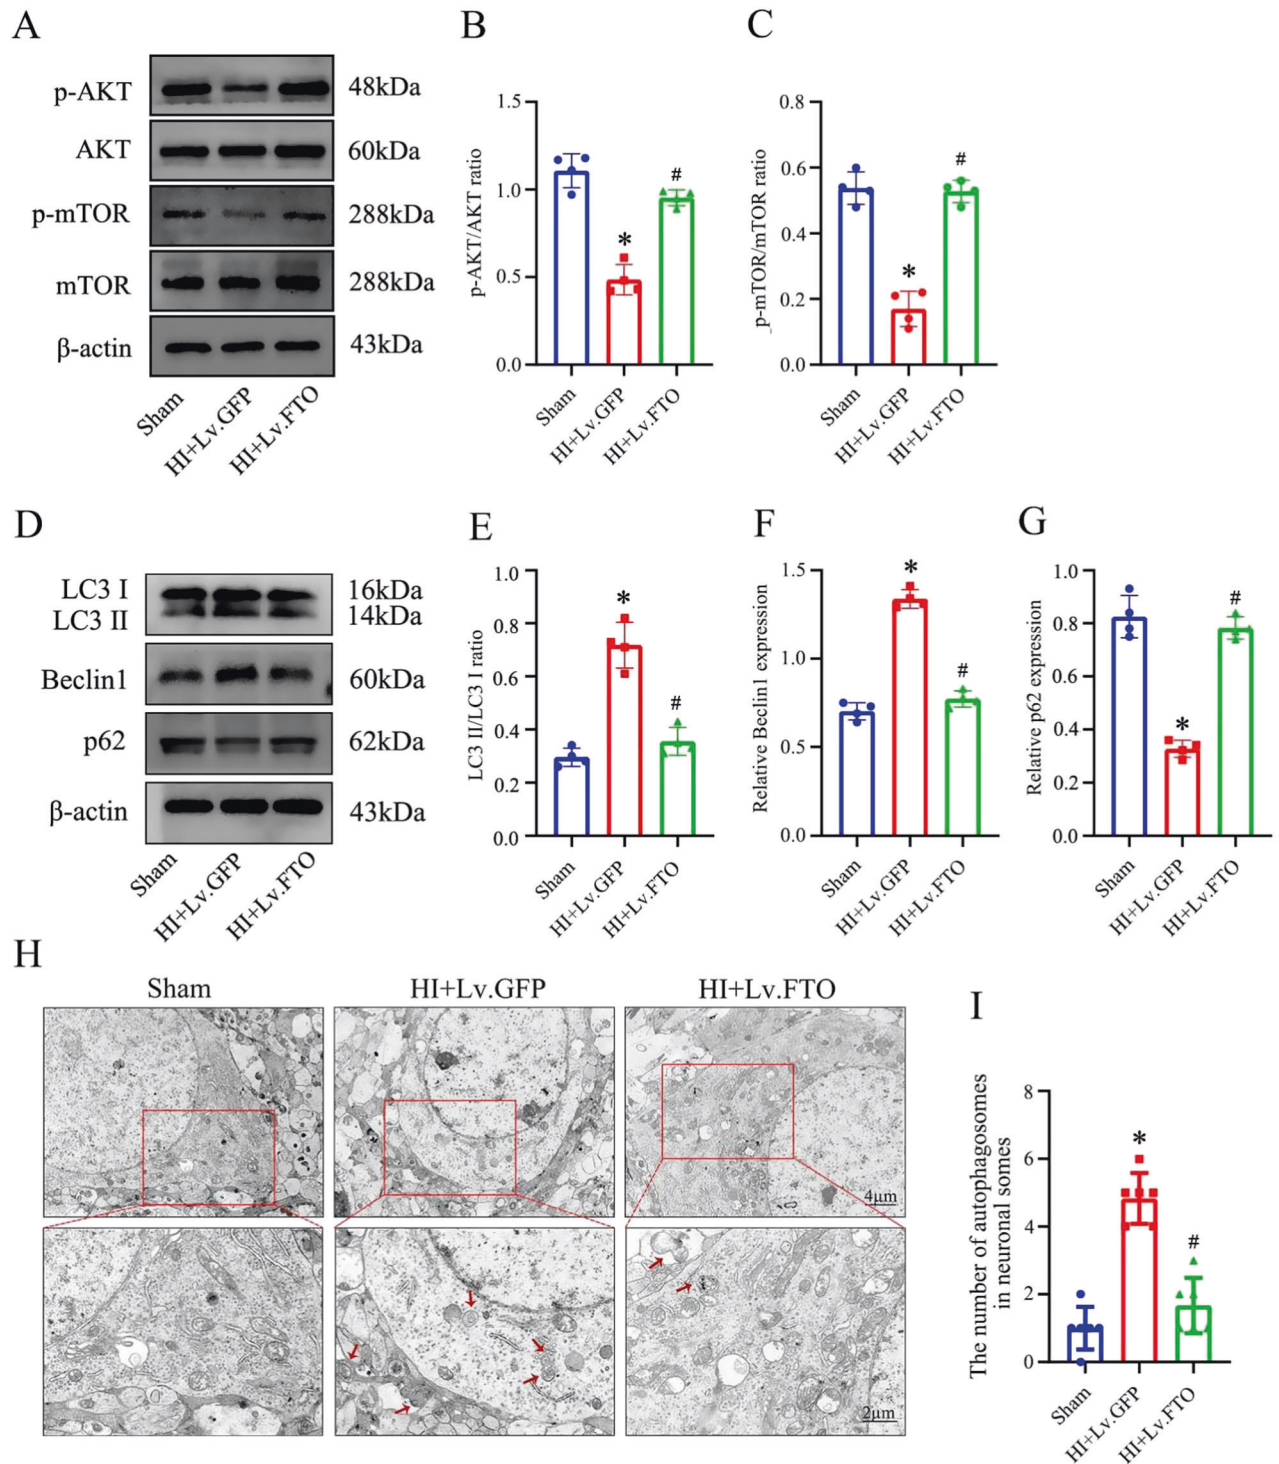 A
p-AKT 48kDa
AKT 60kDa
p-mTOR 288kDa
mTOR 288kDa
β-actin 43kDa
Sham
HI+Lv.GFP
HI+Lv.FTO
B
p-AKT/AKT ratio
1.5
1.0
0.5
0.0
*
#
Sham
HI+Lv.GFP
HI+Lv.FTO
C
_p-mTOR/mTOR ratio
0.8
0.6
0.4
0.2
0.0
*
#
Sham
HI+Lv.GFP
HI+Lv.FTO
D
LC3 I 16kDa
LC3 II 14kDa
Beclin1 60kDa
p62 62kDa
β-actin 43kDa
Sham
HI+Lv.GFP
HI+Lv.FTO
E
LC3 II/LC3 I ratio
1.0
0.8
0.6
0.4
0.2
0.0
*
#
Sham
HI+Lv.GFP
HI+Lv.FTO
F
Relative Beclin1 expression
1.5
1.0
0.5
0.0
*
#
Sham
HI+Lv.GFP
HI+Lv.FTO
G
Relative p62 expression
1.0
0.8
0.6
0.4
0.2
0.0
*
#
Sham
HI+Lv.GFP
HI+Lv.FTO
H
Sham
HI+Lv.GFP
HI+Lv.FTO
4μm
2μm
I
The number of autophagosomes
in neuronal somes
8
6
4
2
0
*
#
Sham
HI+Lv.GFP
HI+Lv.FTO